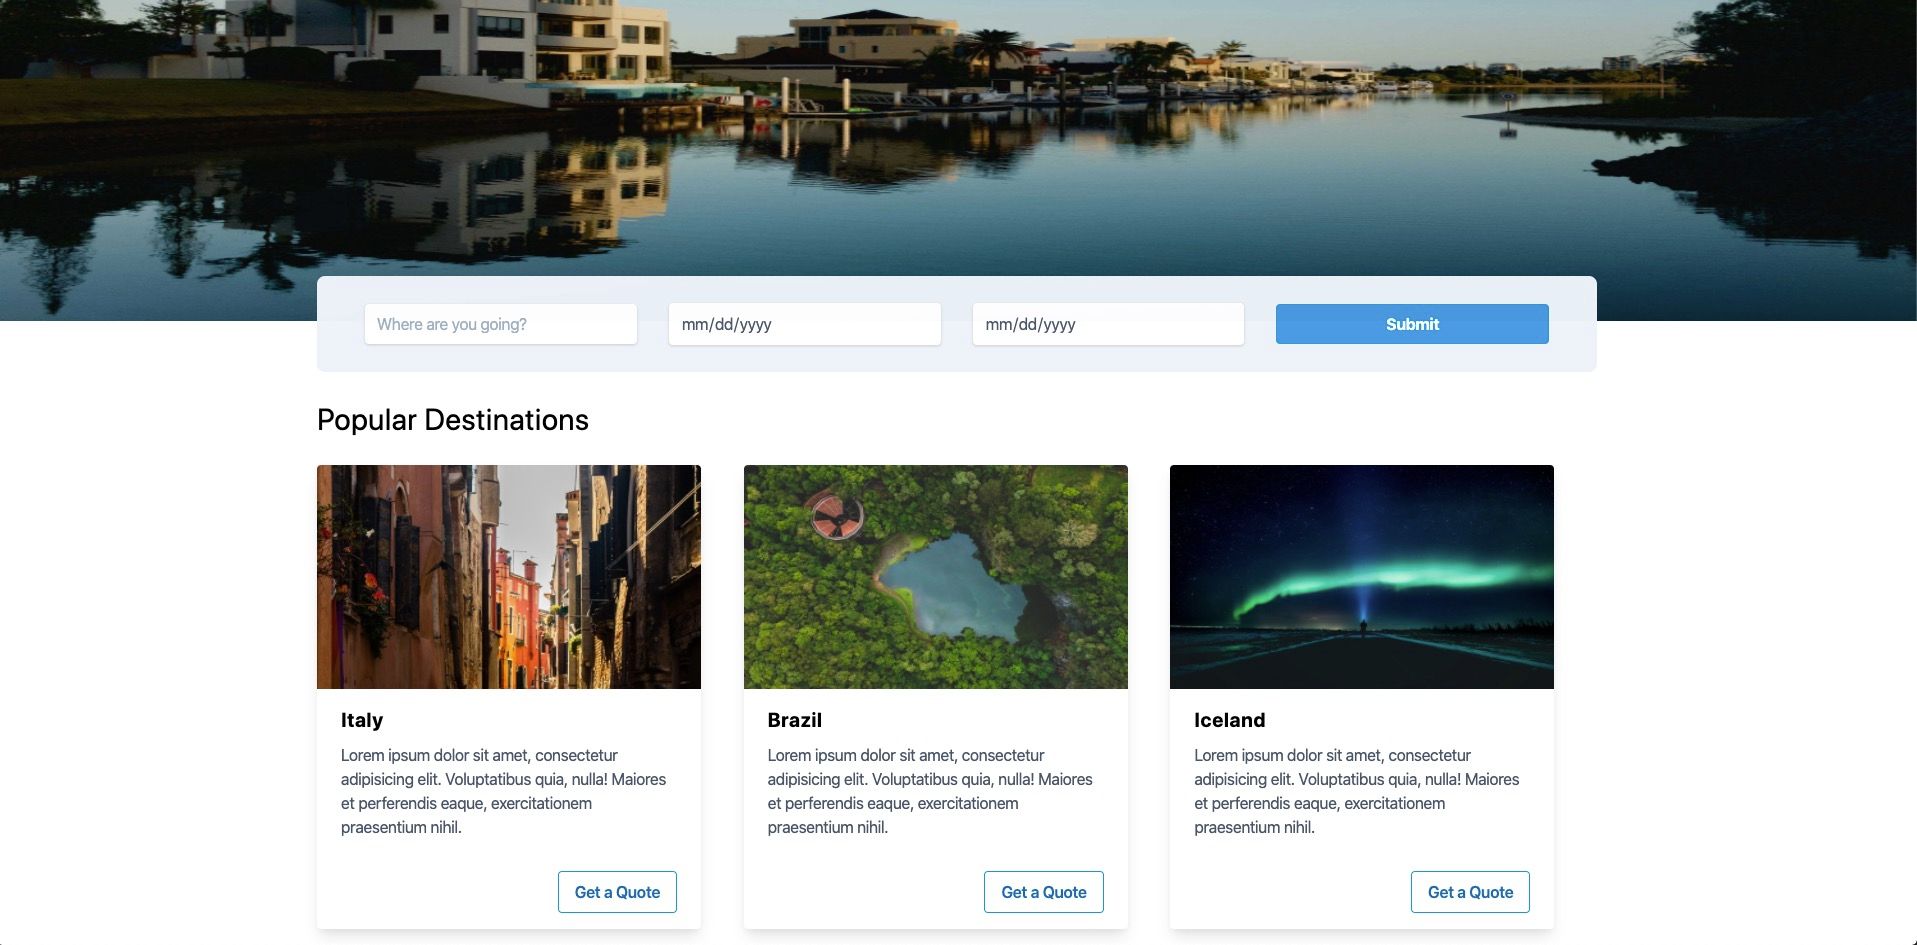 Where are you going? mm/dd/yyyy mm/dd/yyyy Submit
Popular Destinations
Italy
Lorem ipsum dolor sit amet, consectetur
adipisicing elit. Voluptatibus quia, nulla! Maiores
et perferendis eaque, exercitationem
praesentium nihil.
Get a Quote
Brazil
Lorem ipsum dolor sit amet, consectetur
adipisicing elit. Voluptatibus quia, nulla! Maiores
et perferendis eaque, exercitationem
praesentium nihil.
Get a Quote
Iceland
Lorem ipsum dolor sit amet, consectetur
adipisicing elit. Voluptatibus quia, nulla! Maiores
et perferendis eaque, exercitationem
praesentium nihil.
Get a Quote